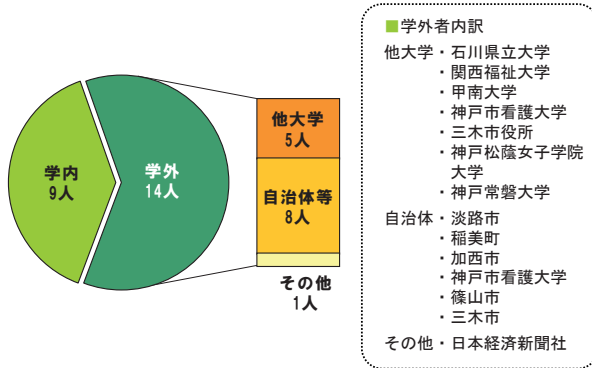 学内
9人
学外
14人
他大学
5人
自治体等
8人
その他
1人
■学外者内訳
他大学・石川県立大学
・関西福祉大学
・甲南大学
・神戸市看護大学
・三木市役所
・神戸松蔭女子学院
大学
・神戸常磐大学
自治体・淡路市
・稲美町
・加西市
・神戸市看護大学
・篠山市
・三木市
その他・日本経済新聞社